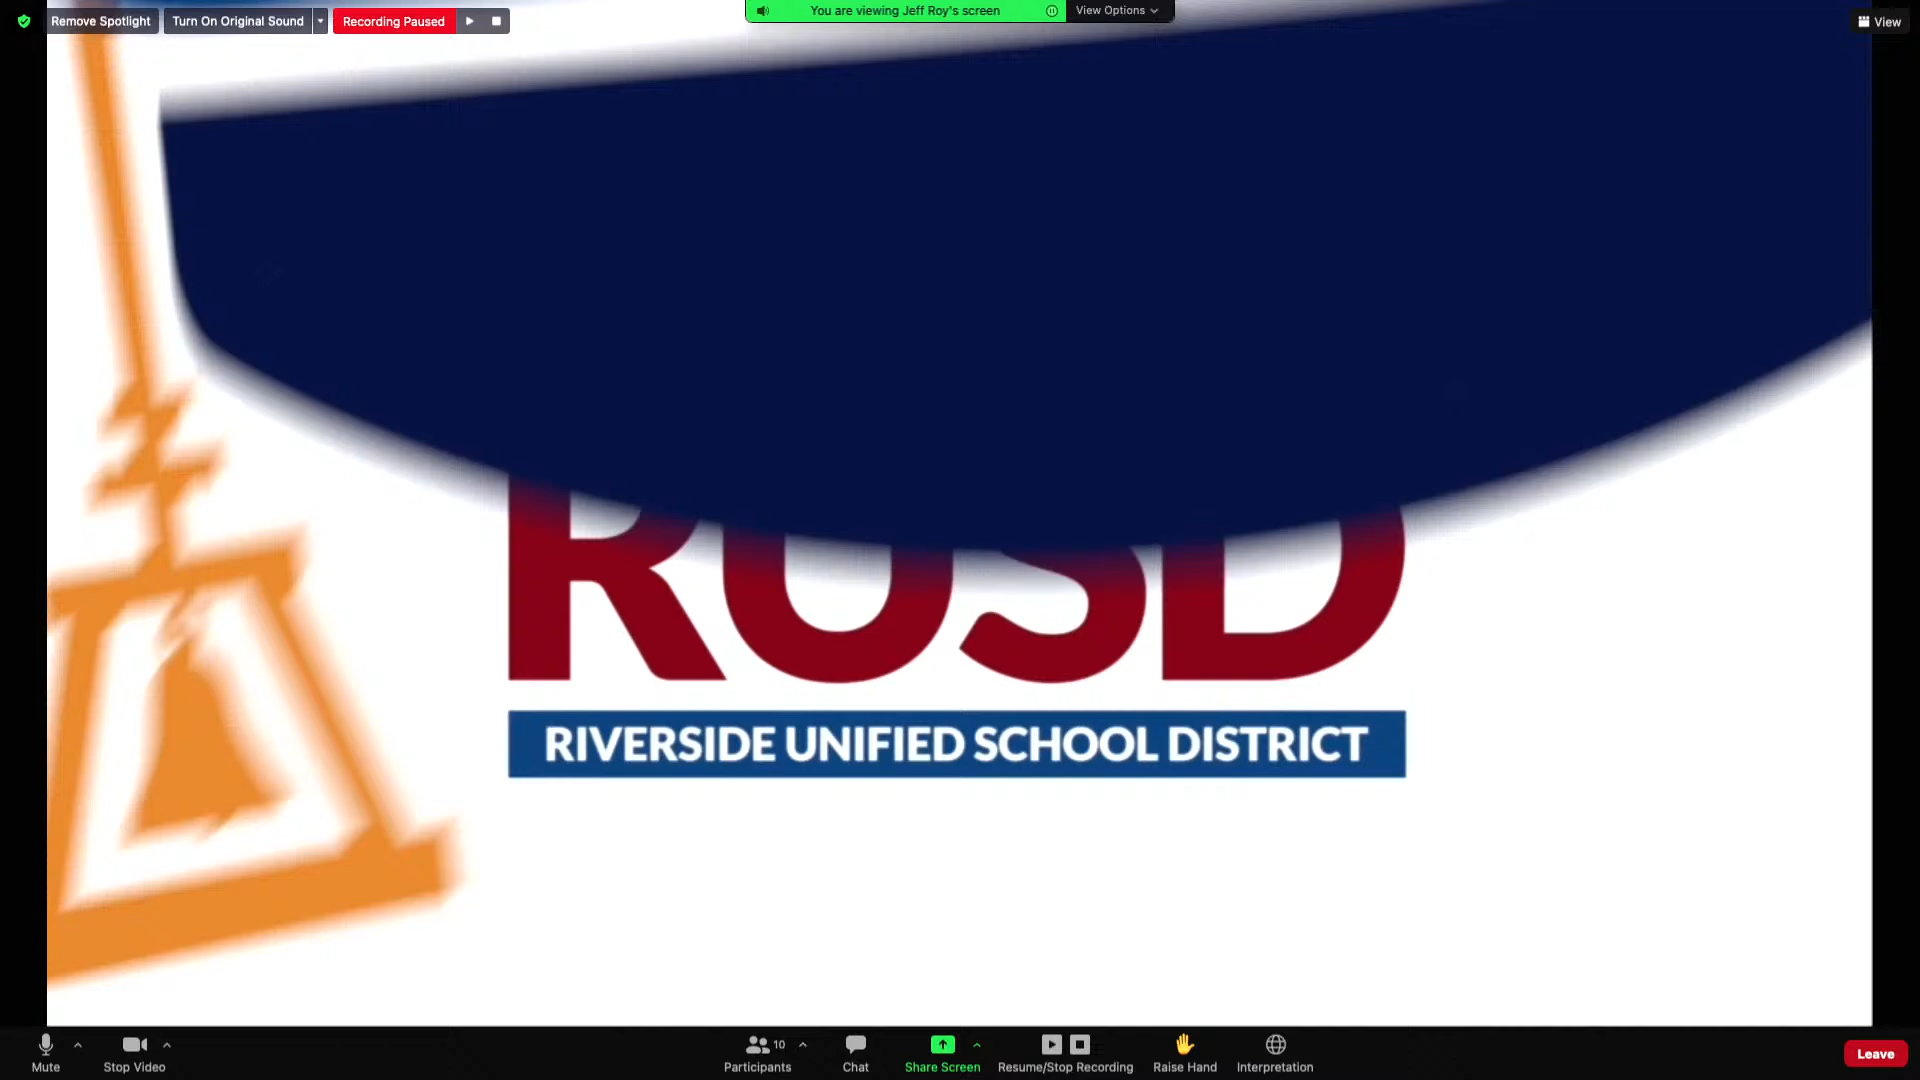 Remove Spotlight Turn On Original Sound Recording Paused You are viewing Jeff Roy's screen View Options View
RUSD
RIVERSIDE UNIFIED SCHOOL DISTRICT
10
Mute Stop Video Participants Chat Share Screen Resume/Stop Recording Raise Hand Interpretation Leave